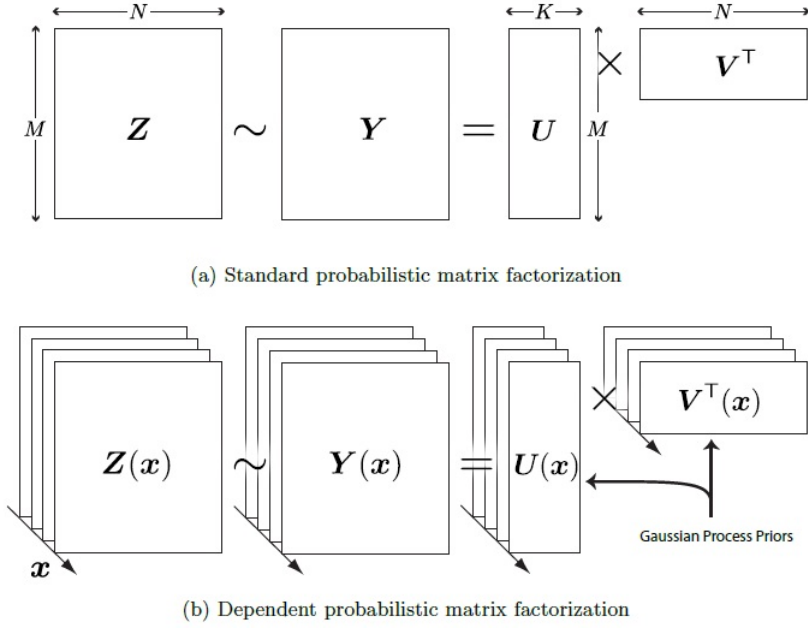 N K N
M Z ∼ Y = U M × V⊤
(a) Standard probabilistic matrix factorization
Z(x) ∼ Y(x) = U(x) × V⊤(x)
Gaussian Process Priors
x
(b) Dependent probabilistic matrix factorization